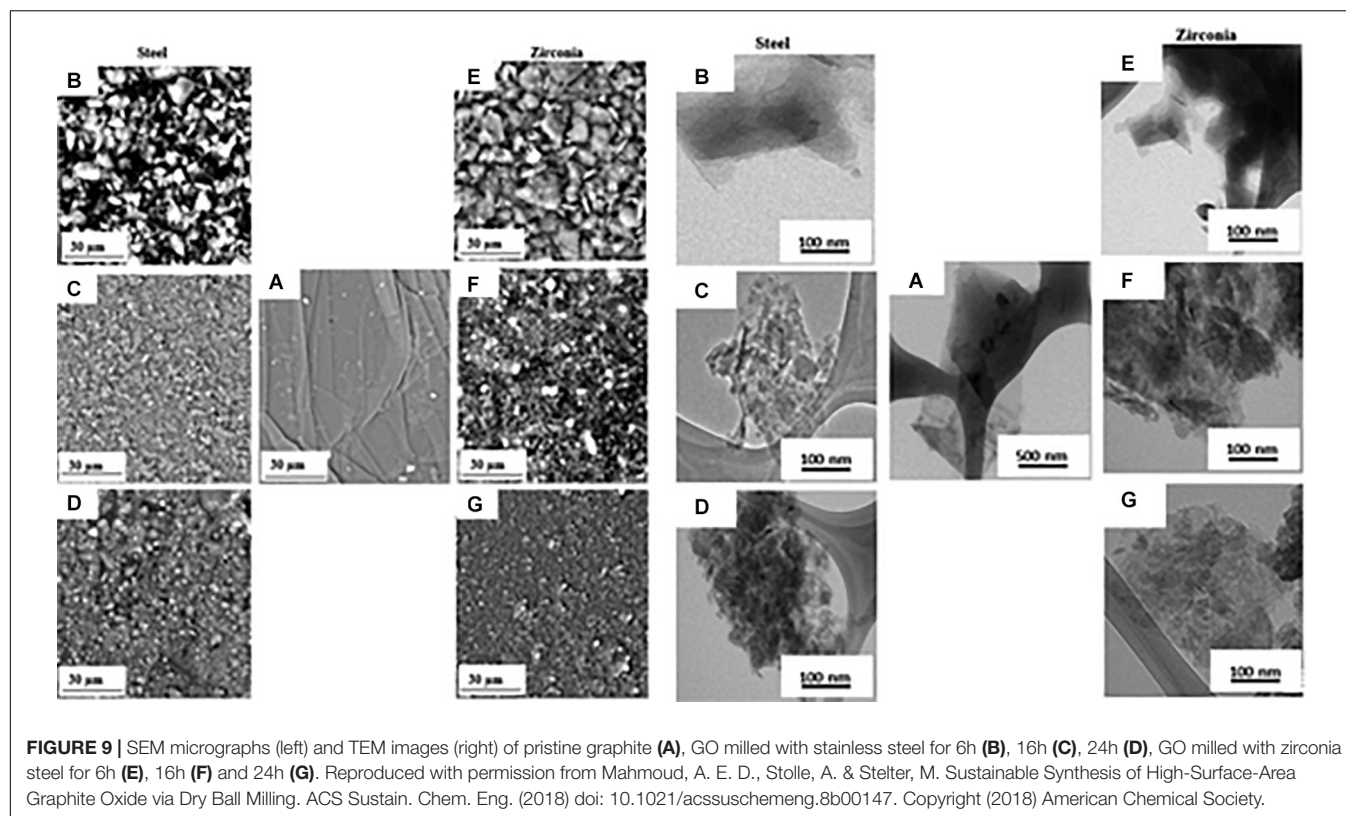 Steel
Zirconia
Steel
Zirconia
B
E
B
E
30 µm
30 µm
100 nm
100 nm
C
A
F
C
A
F
30 µm
30 µm
30 µm
100 nm
500 nm
100 nm
D
G
D
G
30 µm
30 µm
100 nm
100 nm
FIGURE 9 | SEM micrographs (left) and TEM images (right) of pristine graphite (A), GO milled with stainless steel for 6h (B), 16h (C), 24h (D), GO milled with zirconia
steel for 6h (E), 16h (F) and 24h (G). Reproduced with permission from Mahmoud, A. E. D., Stolle, A. & Stelter, M. Sustainable Synthesis of High-Surface-Area
Graphite Oxide via Dry Ball Milling. ACS Sustain. Chem. Eng. (2018) doi: 10.1021/acssuschemeng.8b00147. Copyright (2018) American Chemical Society.